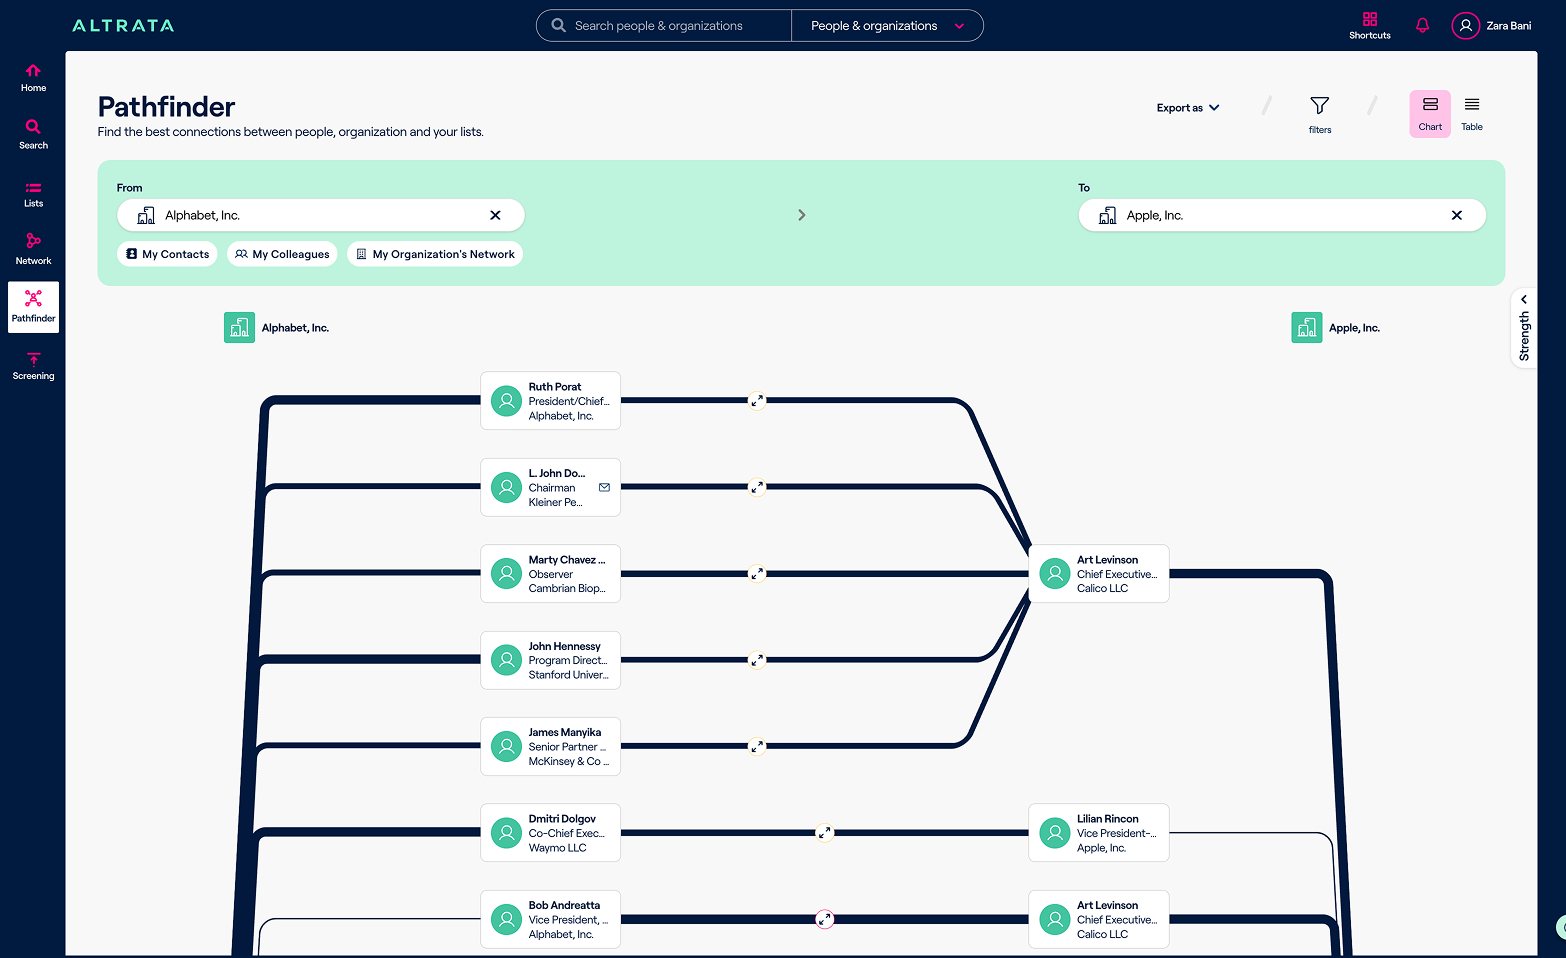 ALTRATA
Search people & organizations
People & organizations
Shortcuts
Zara Bani
Home
Search
Lists
Network
Pathfinder
Screening
Pathfinder
Find the best connections between people, organization and your lists.
Export as
filters
Chart
Table
From
Alphabet, Inc.
To
Apple, Inc.
My Contacts
My Colleagues
My Organization's Network
Strength
Alphabet, Inc.
Apple, Inc.
Ruth Porat
President/Chief...
Alphabet, Inc.
L. John Do...
Chairman
Kleiner Pe...
Marty Chavez ...
Observer
Cambrian Biop...
Art Levinson
Chief Executive...
Calico LLC
John Hennessy
Program Direct...
Stanford Univer...
James Manyika
Senior Partner ...
McKinsey & Co ...
Dmitri Dolgov
Co-Chief Exec...
Waymo LLC
Lilian Rincon
Vice President-...
Apple, Inc.
Bob Andreatta
Vice President, ...
Alphabet, Inc.
Art Levinson
Chief Executive...
Calico LLC